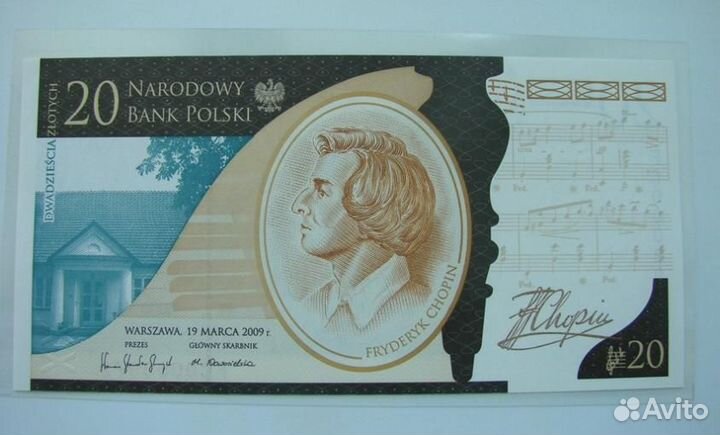 20
NARODOWY
BANK POLSKI
DWADZIEŚCIA ZŁOTYCH
FRYDERYK CHOPIN
WARSZAWA, 19 MARCA 2009 r.
PREZES GŁÓWNY SKARBNIK
Chopin
20
Avito